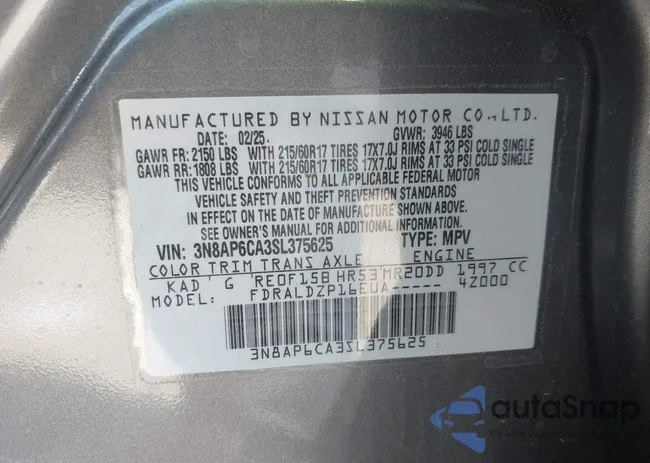 MANUFACTURED BY NISSAN MOTOR CO., LTD.
DATE: 02/25. GVWR: 3946 LBS
GAWR FR: 2150 LBS WITH 215/60R17 TIRES 17X7.0J RIMS AT 33 PSI COLD SINGLE
GAWR RR: 1808 LBS WITH 215/60R17 TIRES 17X7.0J RIMS AT 33 PSI COLD SINGLE
THIS VEHICLE CONFORMS TO ALL APPLICABLE FEDERAL MOTOR
VEHICLE SAFETY AND THEFT PREVENTION STANDARDS
IN EFFECT ON THE DATE OF MANUFACTURE SHOWN ABOVE.
SEE OWNER'S MANUAL FOR ADDITIONAL INFORMATION.
VIN: 3N8AP6CA3SL375625 TYPE: MPV
COLOR TRIM TRANS AXLE ENGINE
KAD G RE0F15B HR53 MR20DD 1997 CC
MODEL: FDRALDZP16EUA----- 4Z000
3N8AP6CA3SL375625
autoSnap